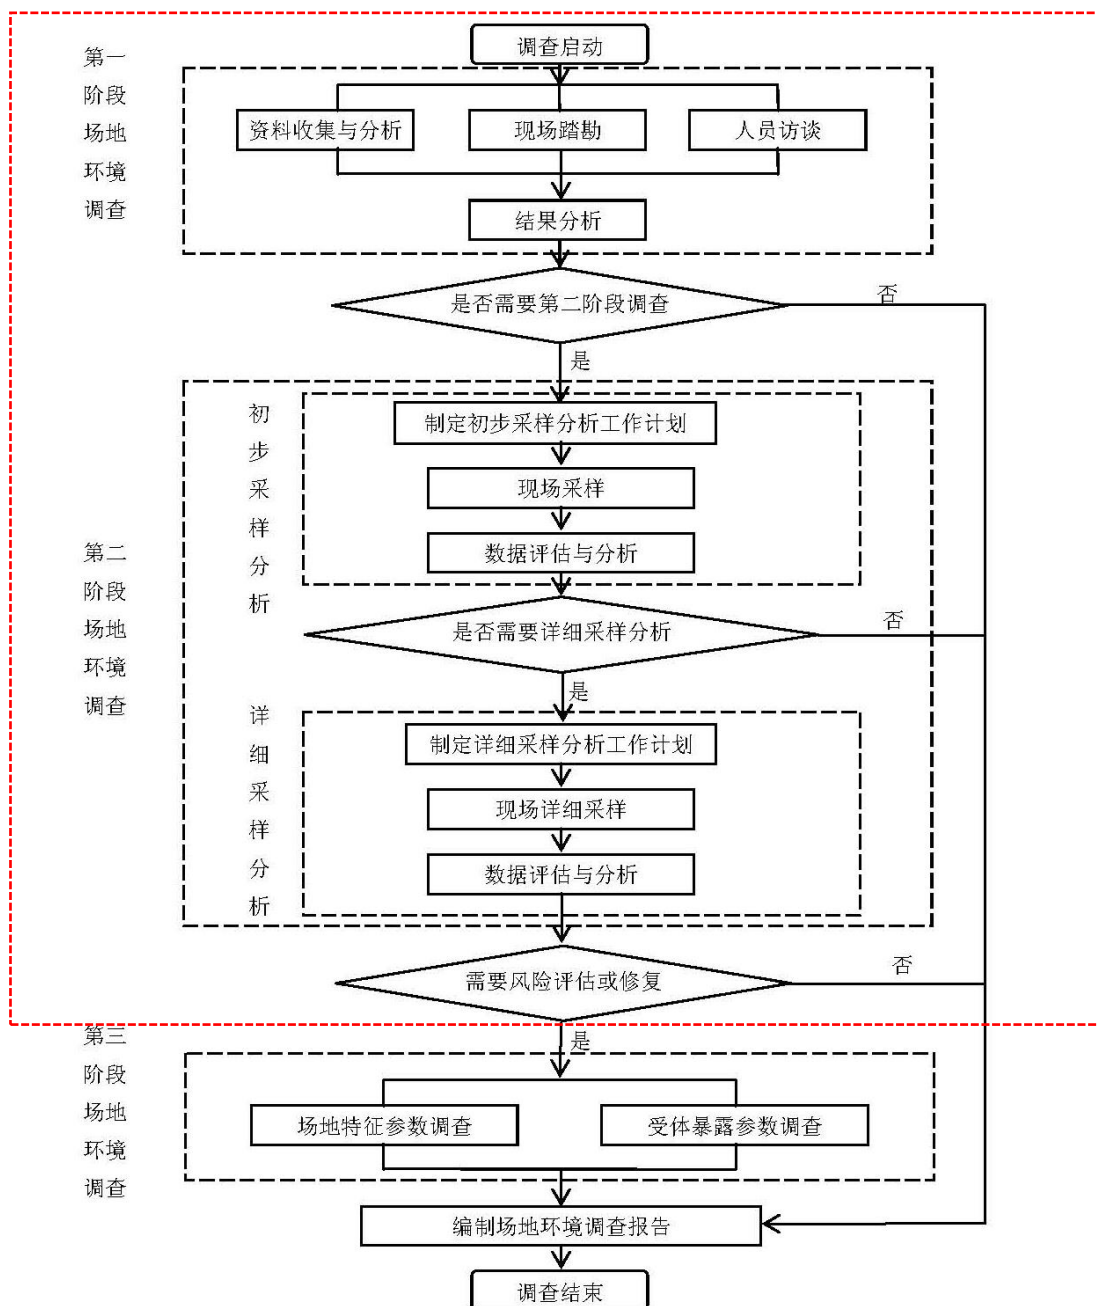 调查启动
第一
阶段
场地
环境
调查
资料收集与分析
现场踏勘
人员访谈
结果分析
是否需要第二阶段调查
否
是
第二
阶段
场地
环境
调查
初
步
采
样
分
析
制定初步采样分析工作计划
现场采样
数据评估与分析
是否需要详细采样分析
否
是
详
细
采
样
分
析
制定详细采样分析工作计划
现场详细采样
数据评估与分析
需要风险评估或修复
否
是
第三
阶段
场地
环境
调查
场地特征参数调查
受体暴露参数调查
编制场地环境调查报告
调查结束